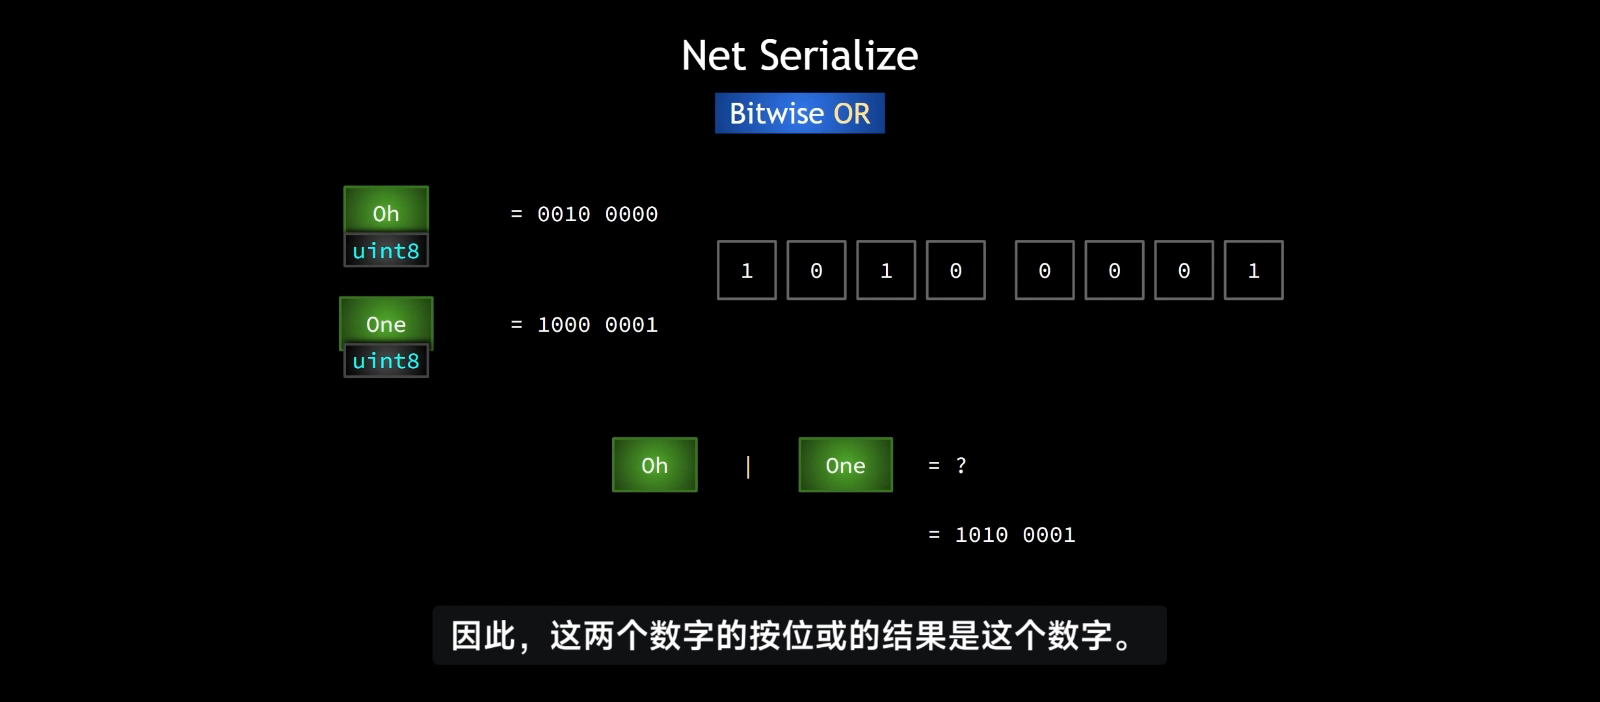 Net Serialize
Bitwise OR
Oh
uint8
= 0010 0000
1 0 1 0 0 0 0 1
One
uint8
= 1000 0001
Oh | One = ?
= 1010 0001
因此，这两个数字的按位或的结果是这个数字。